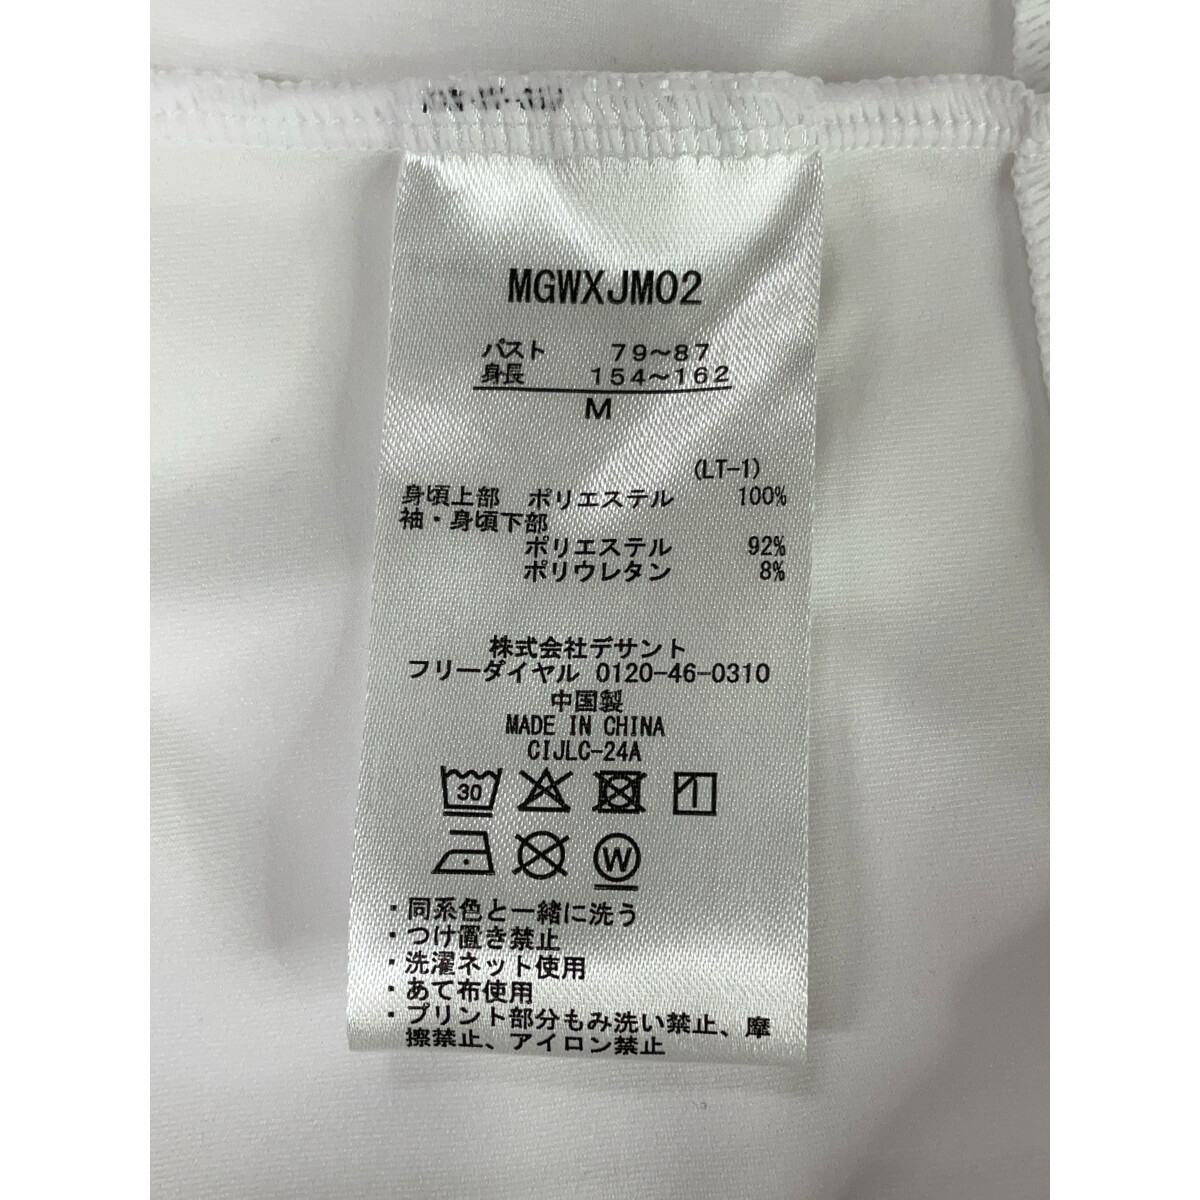 MGWXJM02
バスト 79~87
身長 154~162
M
(LT-1)
身頃上部 ポリエステル 100%
袖・身頃下部
ポリエステル 92%
ポリウレタン 8%
株式会社デサント
フリーダイヤル 0120-46-0310
中国製
MADE IN CHINA
CIJLC-24A
30
W
・同系色と一緒に洗う
・つけ置き禁止
・洗濯ネット使用
・あて布使用
・プリント部分もみ洗い禁止、摩
擦禁止、アイロン禁止